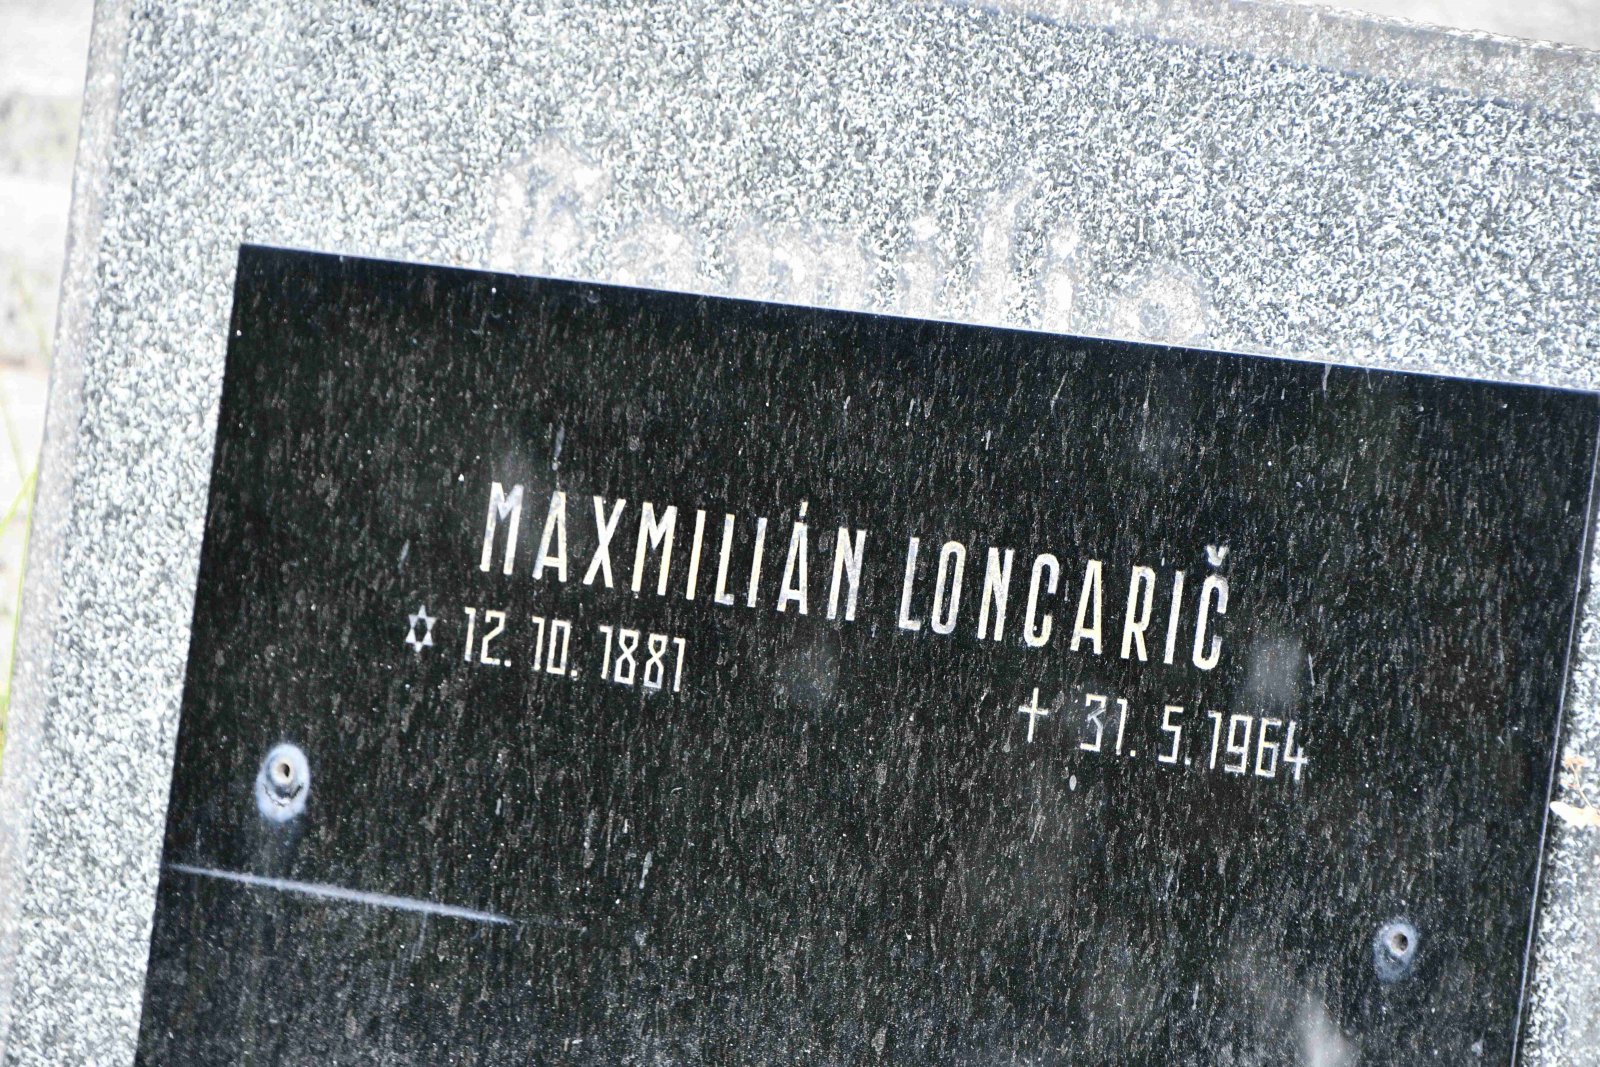 MAXMILIÁN LONCARIČ
✡ 12. 10. 1881
✝ 31. 5. 1964